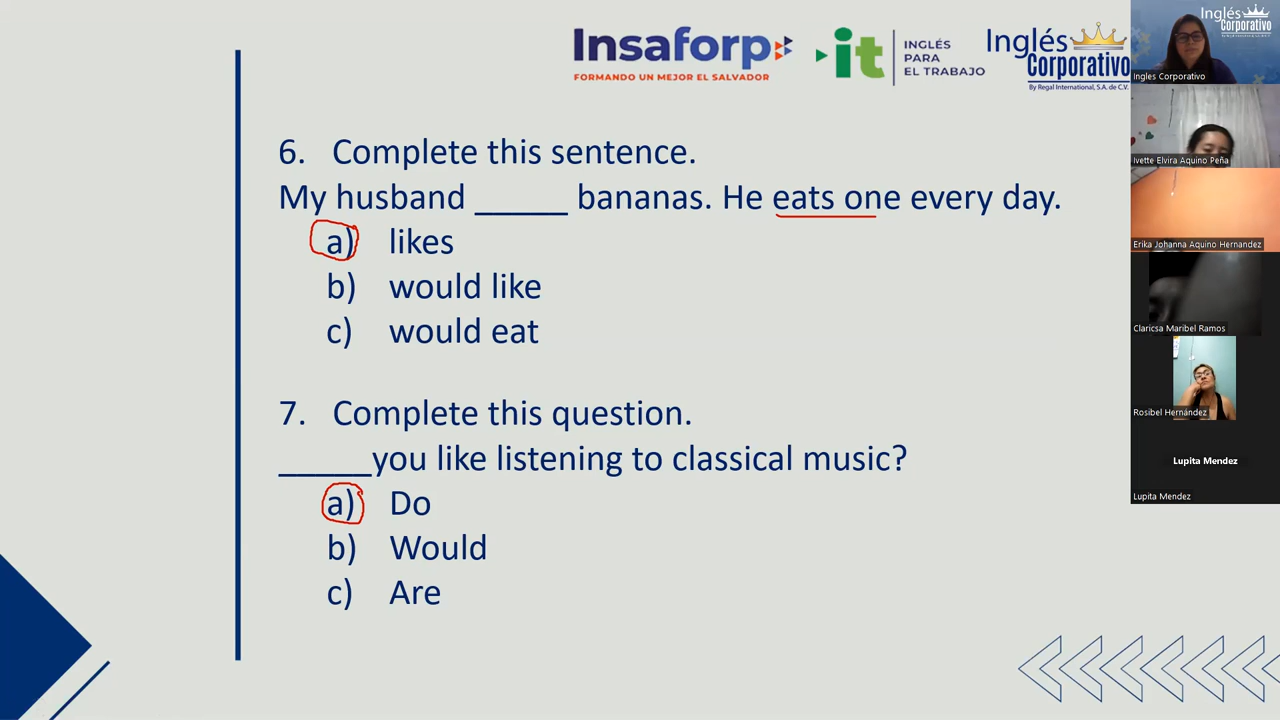 Insaforp
FORMANDO UN MEJOR EL SALVADOR
it
INGLÉS
PARA
EL TRABAJO
Inglés
Corporativo
By Regal International, S.A. de C.V.
6. Complete this sentence.
My husband _____ bananas. He eats one every day.
a) likes
b) would like
c) would eat
7. Complete this question.
_____you like listening to classical music?
a) Do
b) Would
c) Are
Inglés
Corporativo
Ingles Corporativo
Ivette Elvira Aquino Peña
Erika Johanna Aquino Hernandez
Claricsa Maribel Ramos
Rosibel Hernández
Lupita Mendez
Lupita Mendez